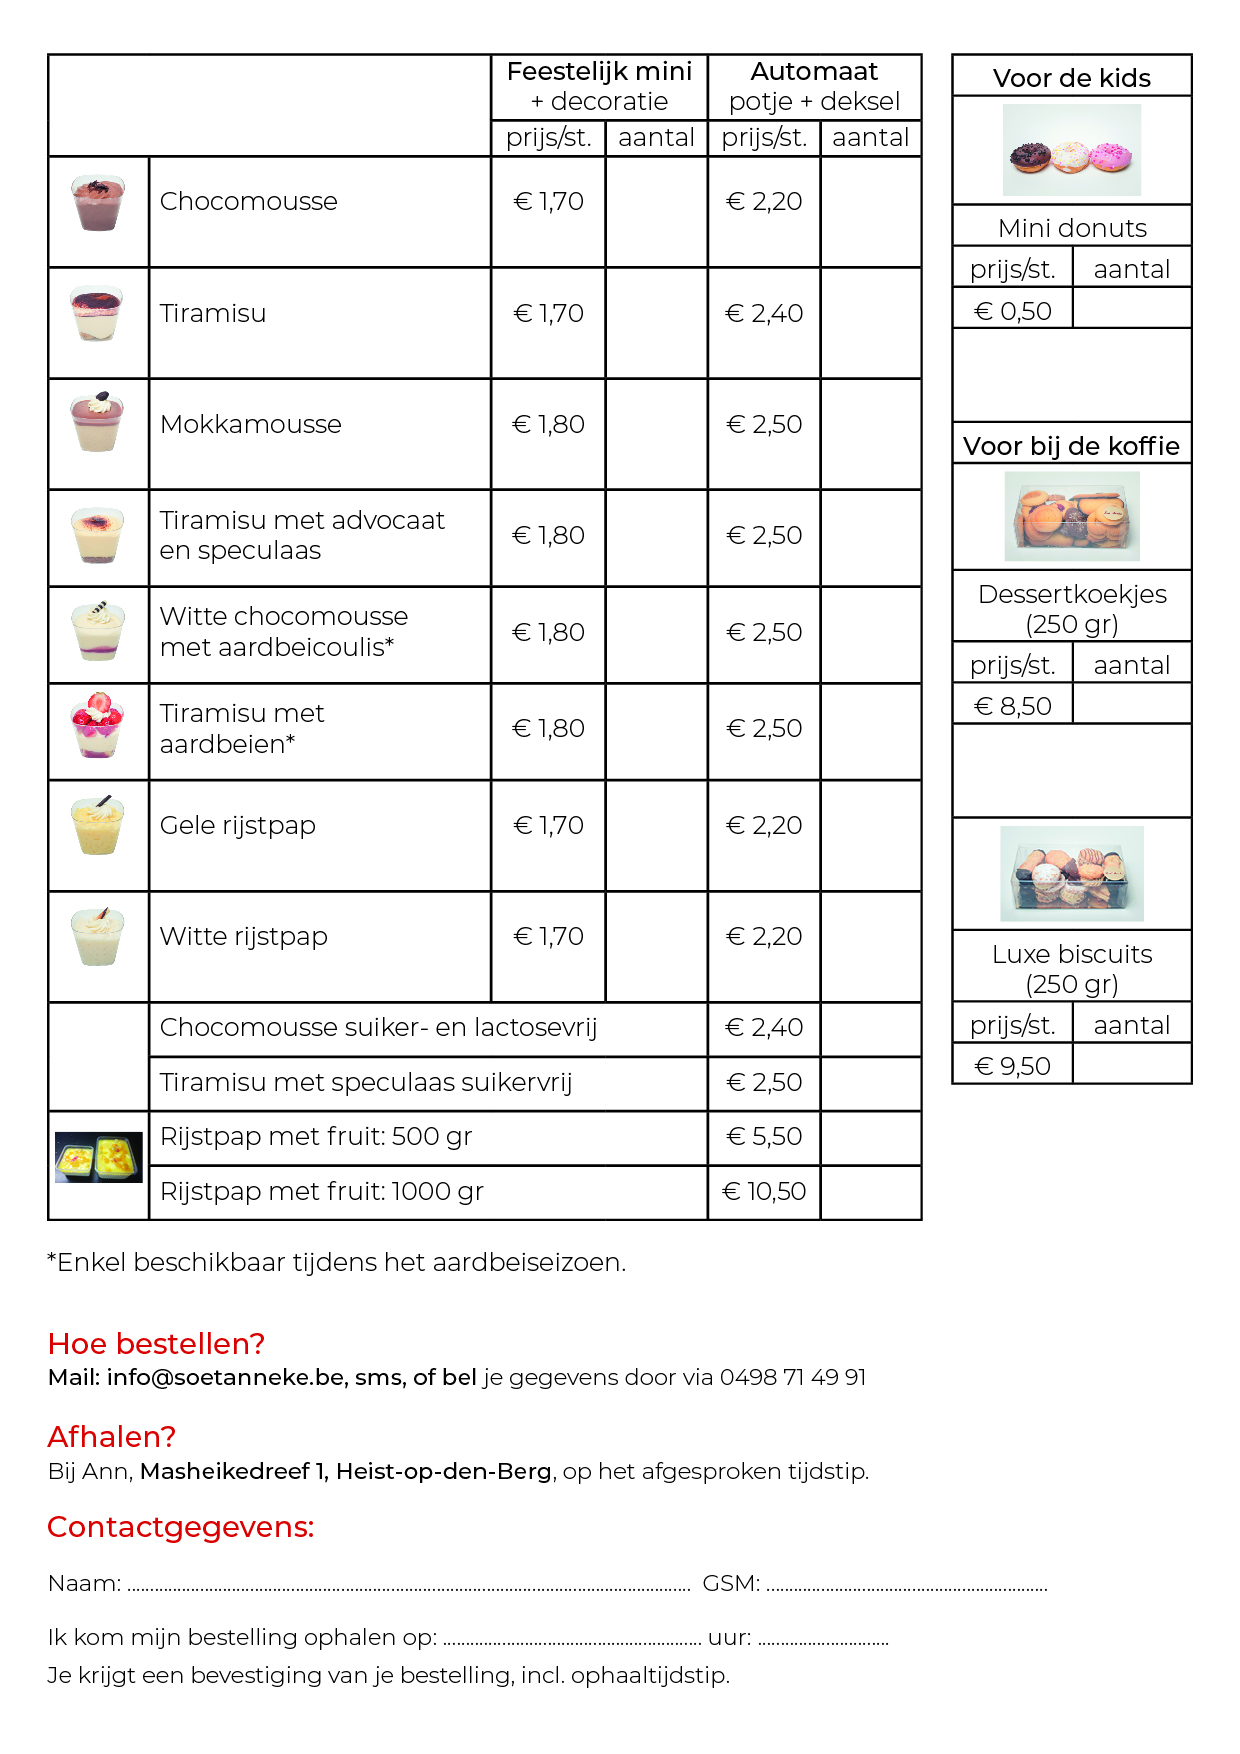 Feestelijk mini
+ decoratie
Automaat
potje + deksel
prijs/st. aantal prijs/st. aantal
Chocomousse € 1,70 € 2,20
Tiramisu € 1,70 € 2,40
Mokkamousse € 1,80 € 2,50
Tiramisu met advocaat
en speculaas € 1,80 € 2,50
Witte chocomousse
met aardbeicoulis* € 1,80 € 2,50
Tiramisu met
aardbeien* € 1,80 € 2,50
Gele rijstpap € 1,70 € 2,20
Witte rijstpap € 1,70 € 2,20
Chocomousse suiker- en lactosevrij € 2,40
Tiramisu met speculaas suikervrij € 2,50
Rijstpap met fruit: 500 gr € 5,50
Rijstpap met fruit: 1000 gr € 10,50
Voor de kids
Mini donuts
prijs/st. aantal
€ 0,50
Voor bij de koffie
Dessertkoekjes
(250 gr)
prijs/st. aantal
€ 8,50
Luxe biscuits
(250 gr)
prijs/st. aantal
€ 9,50
*Enkel beschikbaar tijdens het aardbeiseizoen.
Hoe bestellen?
Mail: info@soetanneke.be, sms, of bel je gegevens door via 0498 71 49 91
Afhalen?
Bij Ann, Masheikedreef 1, Heist-op-den-Berg, op het afgesproken tijdstip.
Contactgegevens:
Naam: ........................................ GSM: ........................................
Ik kom mijn bestelling ophalen op: ........................................ uur: .............................
Je krijgt een bevestiging van je bestelling, incl. ophaaltijdstip.